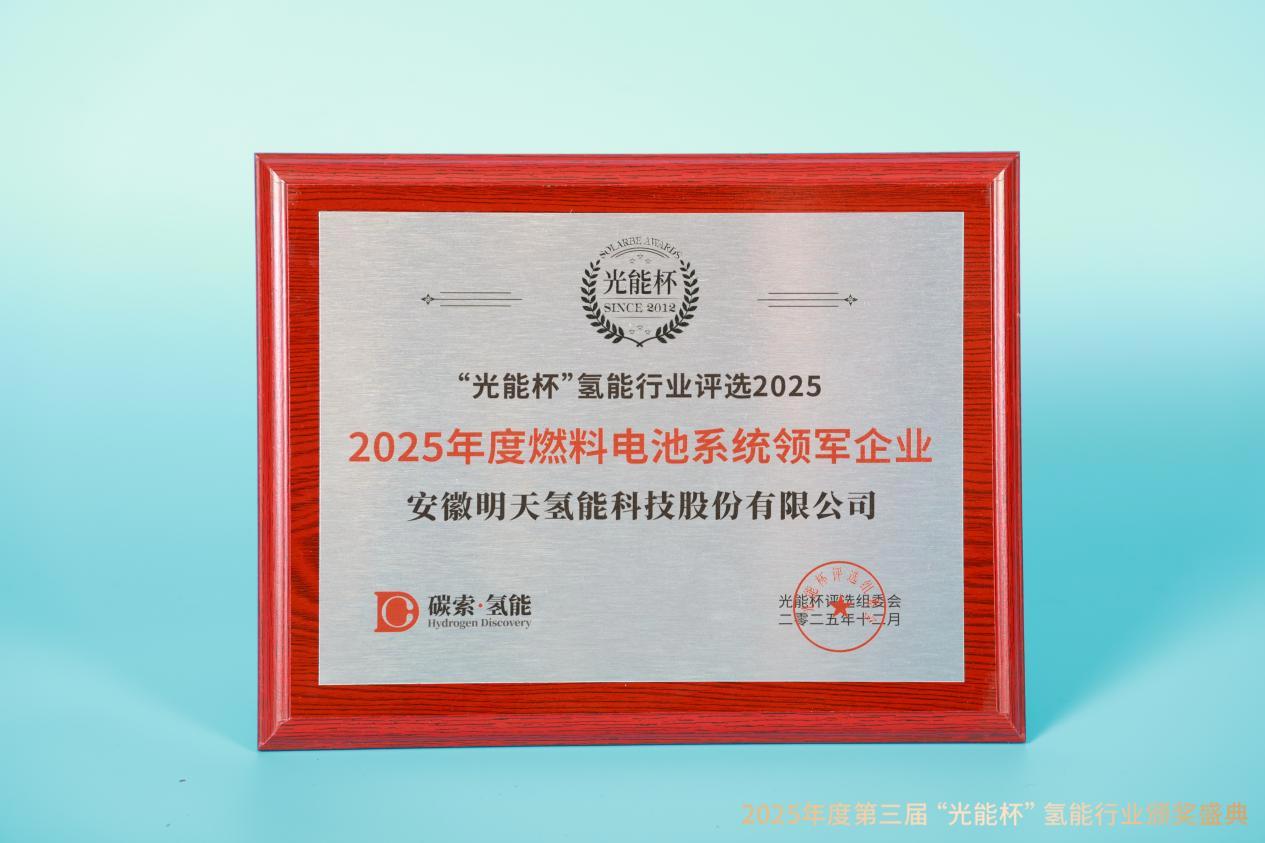 SOLARBE AWARDS
光能杯
SINCE 2012
“光能杯”氢能行业评选2025
2025年度燃料电池系统领军企业
安徽明天氢能科技股份有限公司
碳索·氢能
Hydrogen Discovery
光能杯评选组委会
二零二五年十二月
2025年度第三届“光能杯”氢能行业颁奖盛典